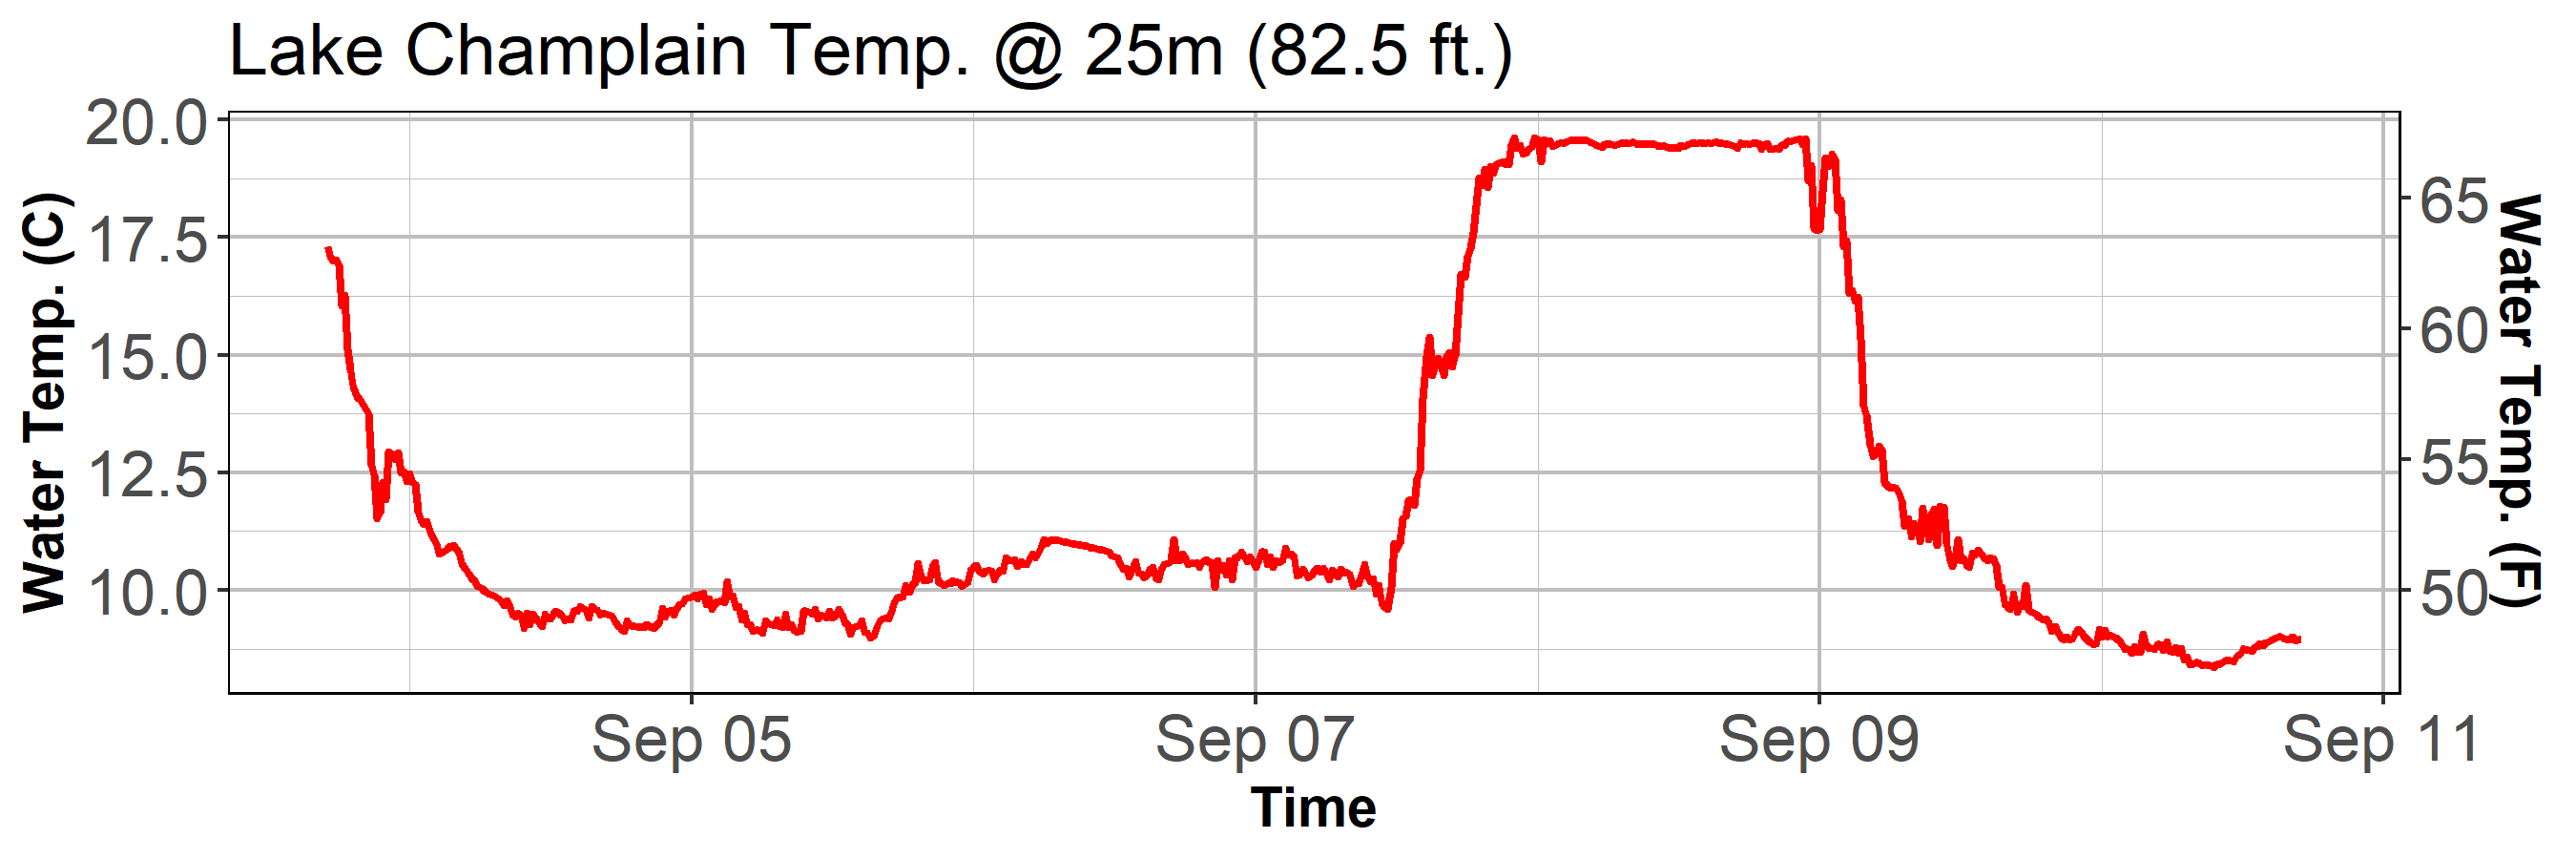 Lake Champlain Temp. @ 25m (82.5 ft.)
Water Temp. (C)
20.0
17.5
15.0
12.5
10.0
65
60
55
50
Water Temp. (F)
Sep 05 Sep 07 Sep 09 Sep 11
Time